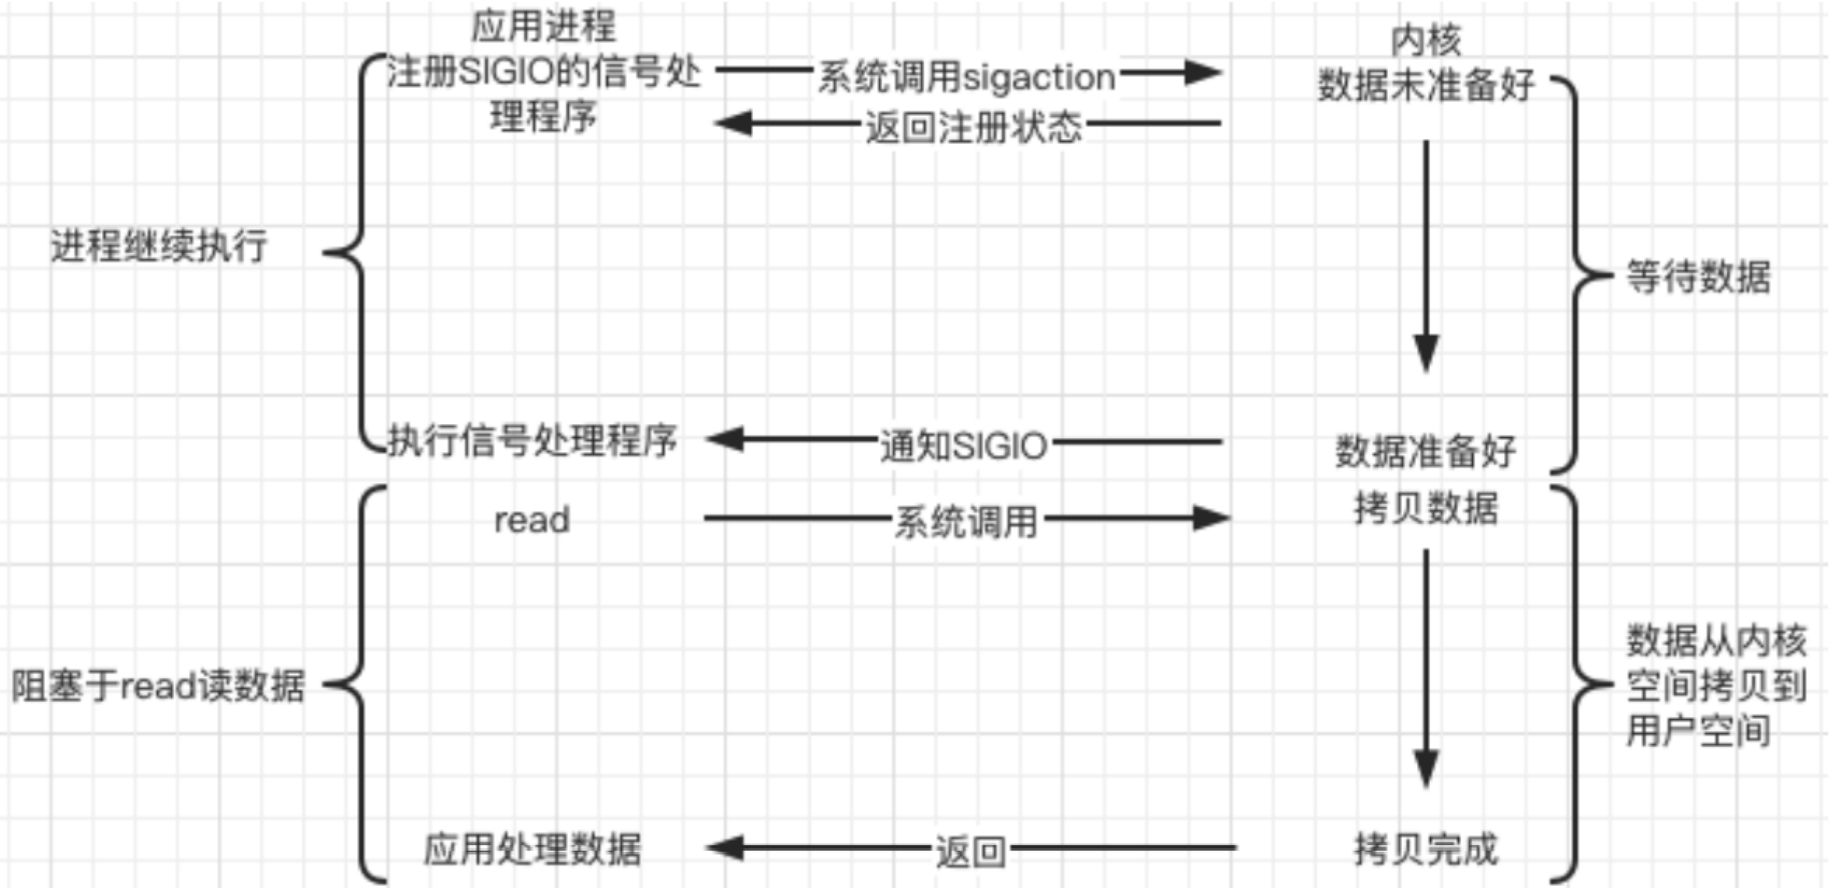 应用进程
内核
注册SIGIO的信号处
理程序
系统调用sigaction
数据未准备好
返回注册状态
进程继续执行
等待数据
执行信号处理程序
通知SIGIO
数据准备好
read
系统调用
拷贝数据
阻塞于read读数据
数据从内核
空间拷贝到
用户空间
应用处理数据
返回
拷贝完成